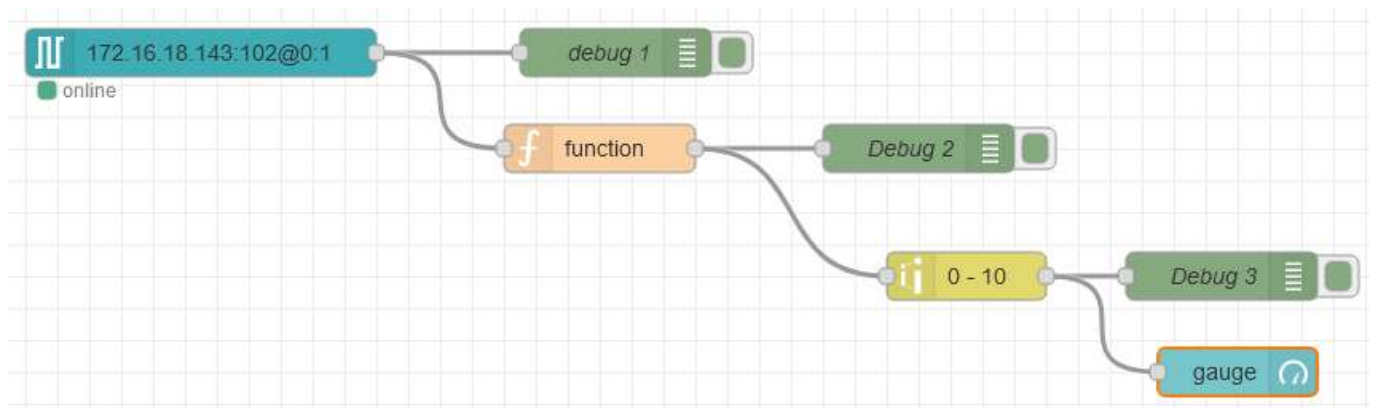 172.16.18.143:102@0:1
debug 1
online
function
Debug 2
0 - 10
Debug 3
gauge